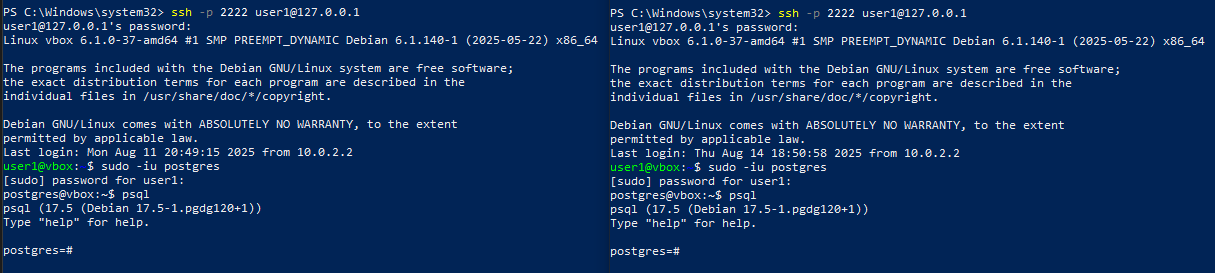 PS C:\Windows\system32> ssh -p 2222 user1@127.0.0.1
user1@127.0.0.1's password:
Linux vbox 6.1.0-37-amd64 #1 SMP PREEMPT_DYNAMIC Debian 6.1.140-1 (2025-05-22) x86_64
The programs included with the Debian GNU/Linux system are free software;
the exact distribution terms for each program are described in the
individual files in /usr/share/doc/*/copyright.
Debian GNU/Linux comes with ABSOLUTELY NO WARRANTY, to the extent
permitted by applicable law.
Last login: Mon Aug 11 20:49:15 2025 from 10.0.2.2
user1@vbox: $ sudo -iu postgres
[sudo] password for user1:
postgres@vbox:~$ psql
psql (17.5 (Debian 17.5-1.pgdg120+1))
Type "help" for help.
postgres=#
PS C:\Windows\system32> ssh -p 2222 user1@127.0.0.1
user1@127.0.0.1's password:
Linux vbox 6.1.0-37-amd64 #1 SMP PREEMPT_DYNAMIC Debian 6.1.140-1 (2025-05-22) x86_64
The programs included with the Debian GNU/Linux system are free software;
the exact distribution terms for each program are described in the
individual files in /usr/share/doc/*/copyright.
Debian GNU/Linux comes with ABSOLUTELY NO WARRANTY, to the extent
permitted by applicable law.
Last login: Thu Aug 14 18:50:58 2025 from 10.0.2.2
user1@vbox: $ sudo -iu postgres
[sudo] password for user1:
postgres@vbox:~$ psql
psql (17.5 (Debian 17.5-1.pgdg120+1))
Type "help" for help.
postgres=#